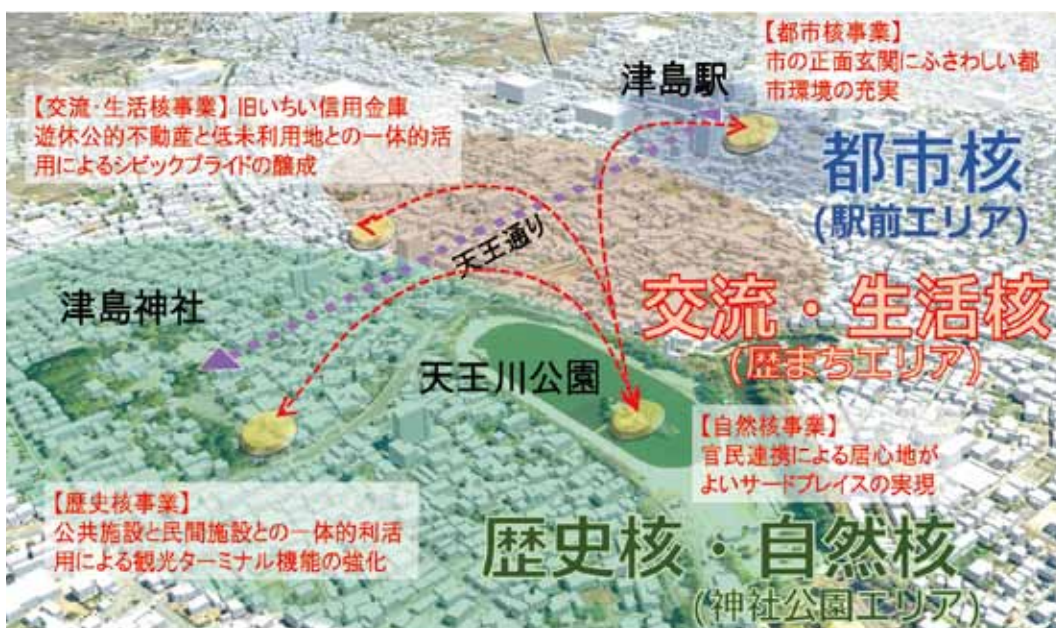 【都市核事業】
市の正面玄関にふさわしい都
市環境の充実
津島駅
【交流・生活核事業】旧いちい信用金庫
遊休公的不動産と低未利用地との一体的活
用によるシビックプライドの醸成
都市核
(駅前エリア)
天王通り
交流・生活核
(歴まちエリア)
津島神社
天王川公園
【自然核事業】
官民連携による居心地が
よいサードプレイスの実現
【歴史核事業】
公共施設と民間施設との一体的利活
用による観光ターミナル機能の強化
歴史核・自然核
(神社公園エリア)